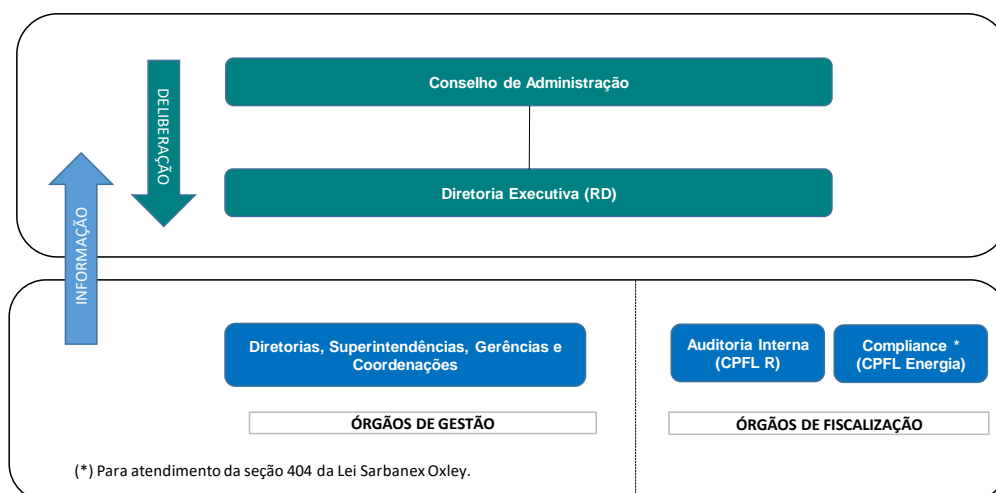 Conselho de Administração
DELIBERAÇÃO
Diretoria Executiva (RD)
INFORMAÇÃO
Diretorias, Superintendências, Gerências e
Coordenações
Auditoria Interna
(CPFL R)
Compliance *
(CPFL Energia)
ÓRGÃOS DE GESTÃO
ÓRGÃOS DE FISCALIZAÇÃO
(*) Para atendimento da seção 404 da Lei Sarbanex Oxley.